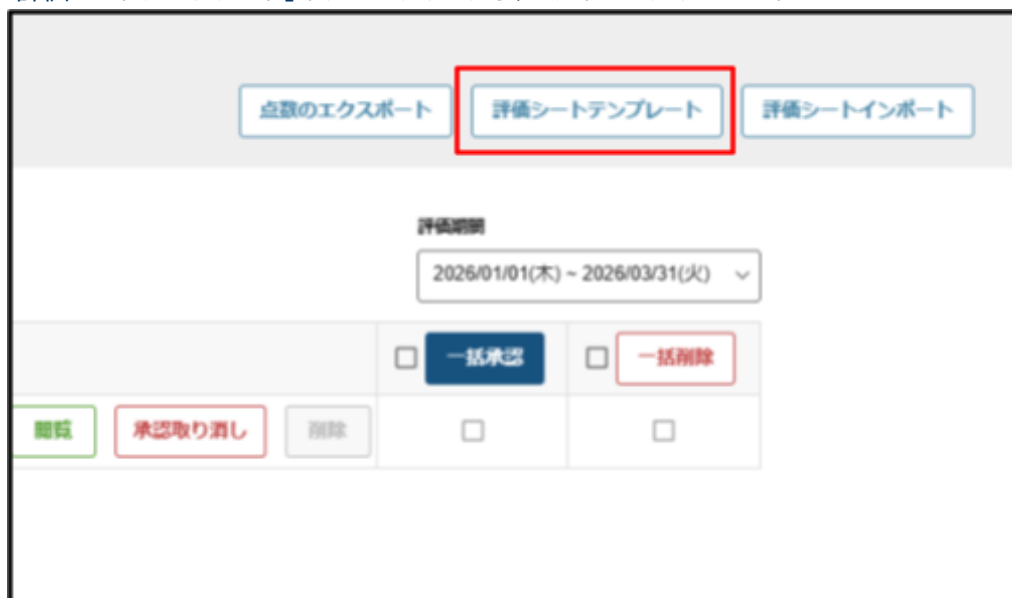 点数のエクスポート 評価シートテンプレート 評価シートインポート
評価期間
2026/01/01(木) ~ 2026/03/31(火)
一括承認 一括削除
閲覧 承認取り消し 削除